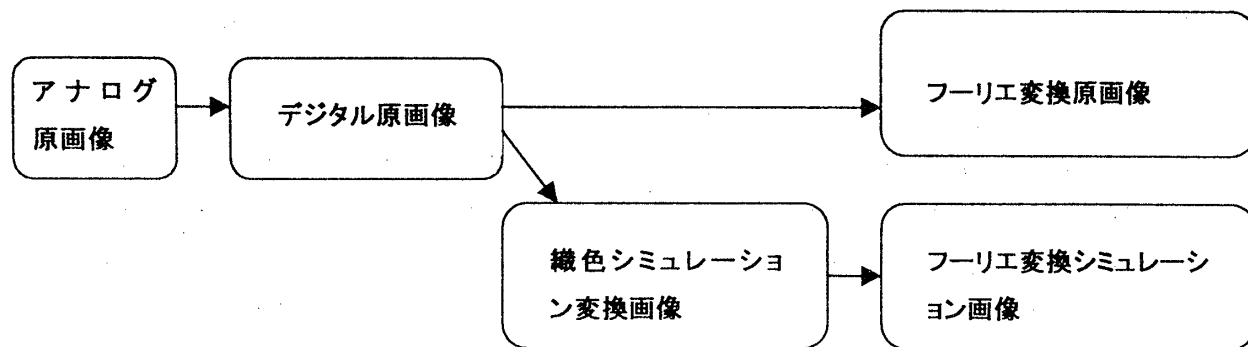 アナログ
原画像
デジタル原画像
フーリエ変換原画像
織色シミュレーショ
ン変換画像
フーリエ変換シミュレーシ
ョン画像